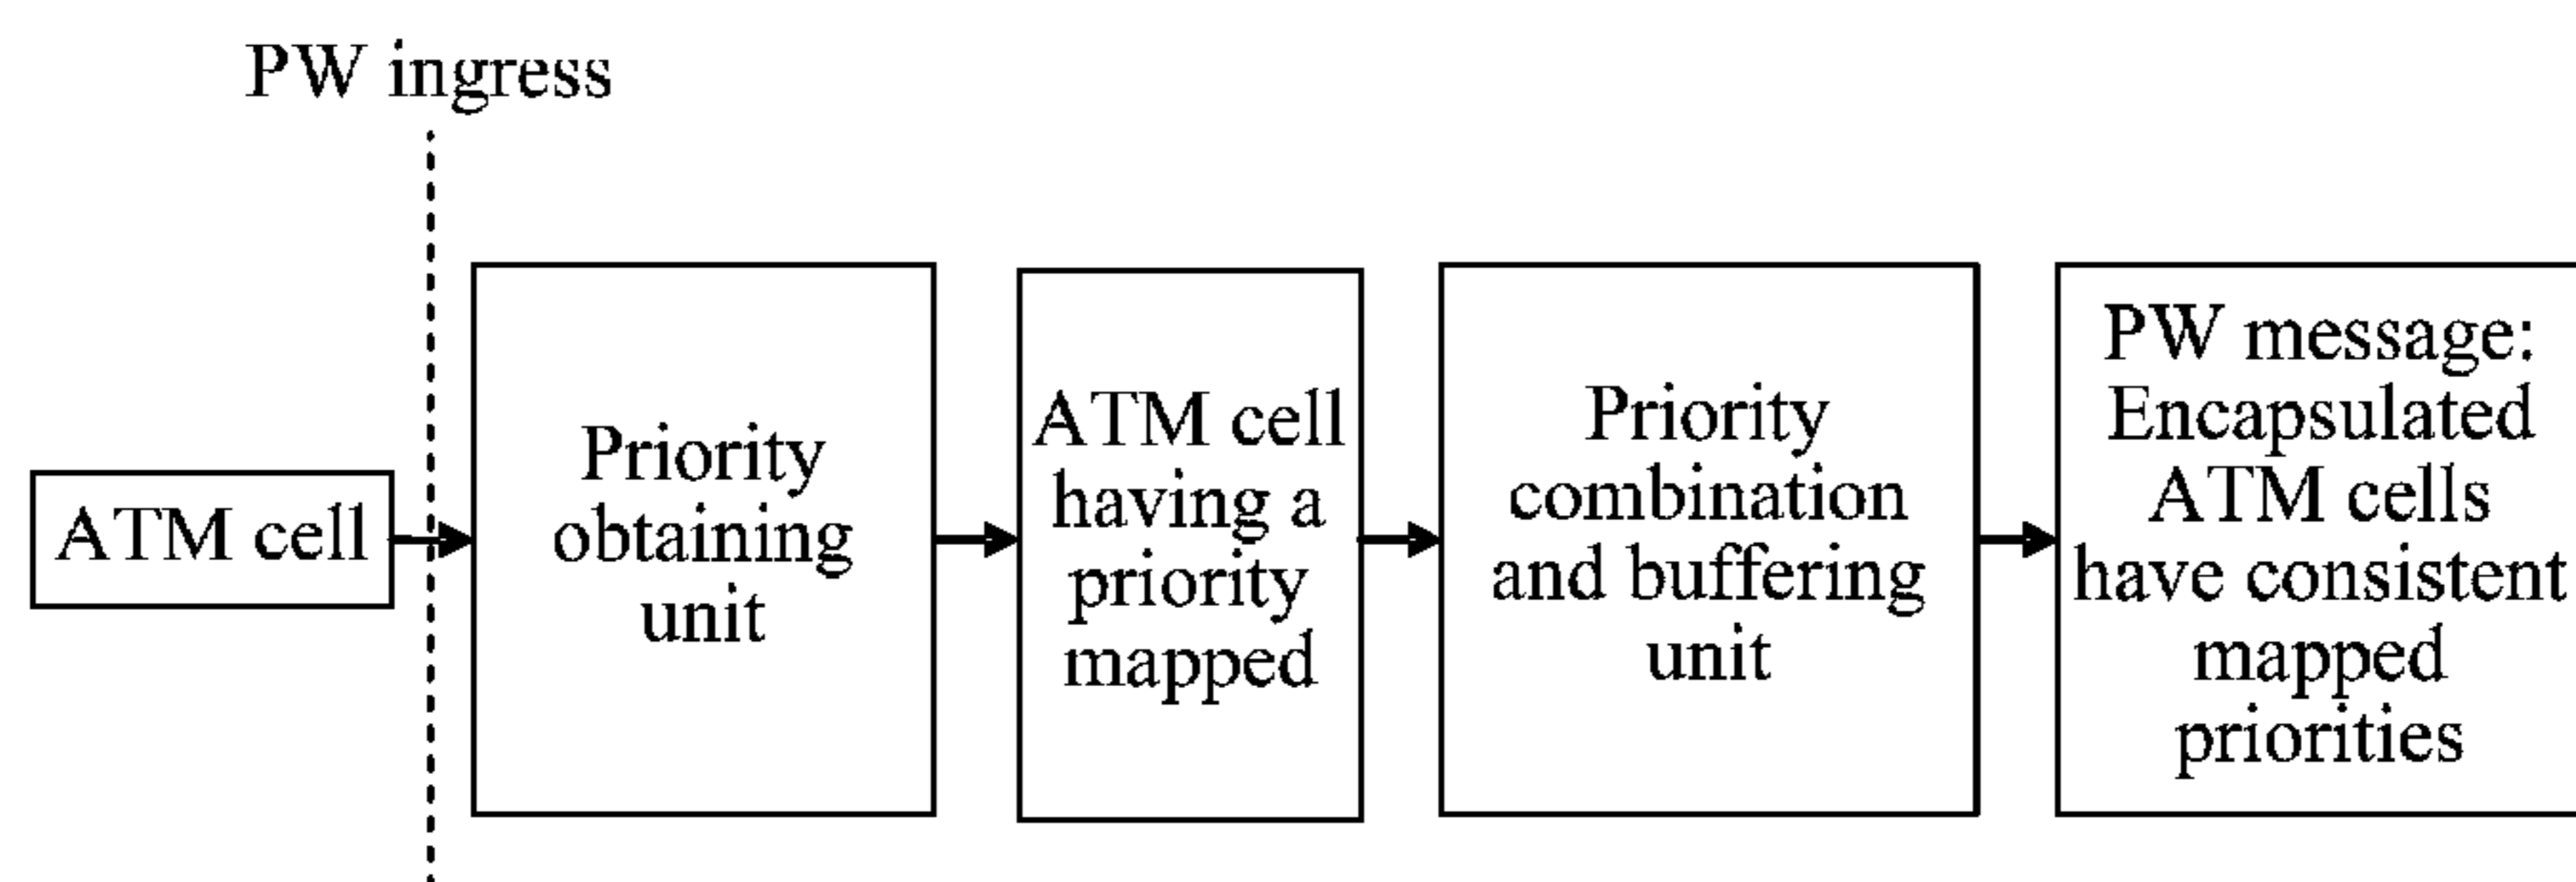 PW ingress
ATM cell
Priority
obtaining
unit
ATM cell
having a
priority
mapped
Priority
combination
and buffering
unit
PW message:
Encapsulated
ATM cells
have consistent
mapped
priorities